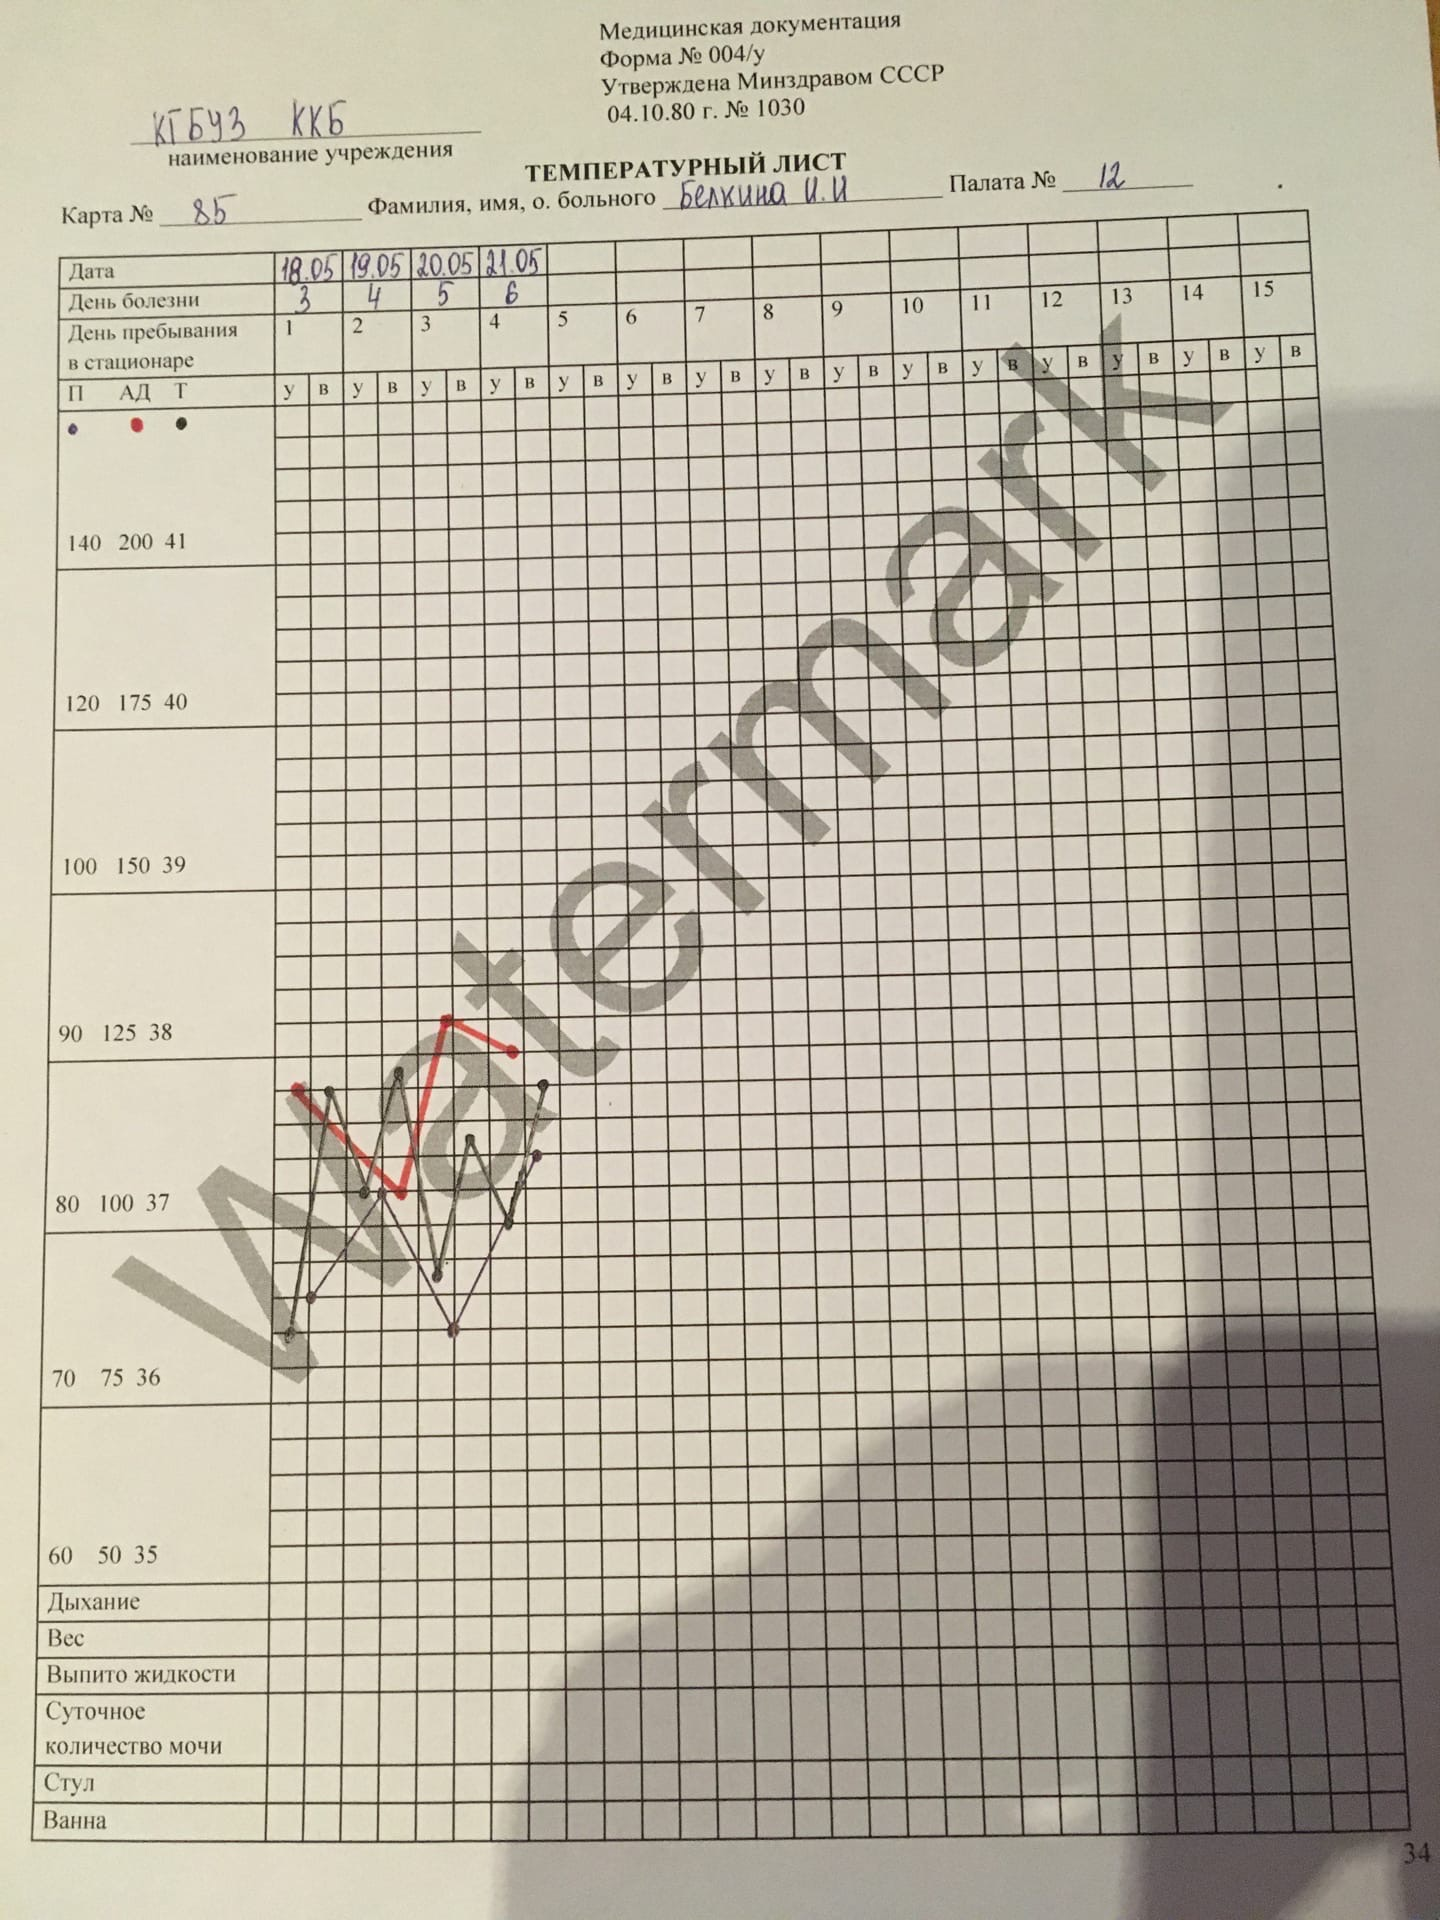 Медицинская документация
Форма № 004/у
Утверждена Минздравом СССР
04.10.80 г. № 1030
КГБУЗ ККБ
наименование учреждения
ТЕМПЕРАТУРНЫЙ ЛИСТ
Карта № 85 Фамилия, имя, о. больного Белкина И.И Палата № 12
Дата 18.05 19.05 20.05 21.05
День болезни 3 4 5 6
День пребывания
в стационаре 1 2 3 4 5 6 7 8 9 10 11 12 13 14 15
П АД Т у в у в у в у в у в у в у в у в у в у в у в у в у в у в у в
140 200 41
120 175 40
100 150 39
90 125 38
80 100 37
70 75 36
60 50 35
Дыхание
Вес
Выпито жидкости
Суточное
количество мочи
Стул
Ванна
34
Watermark